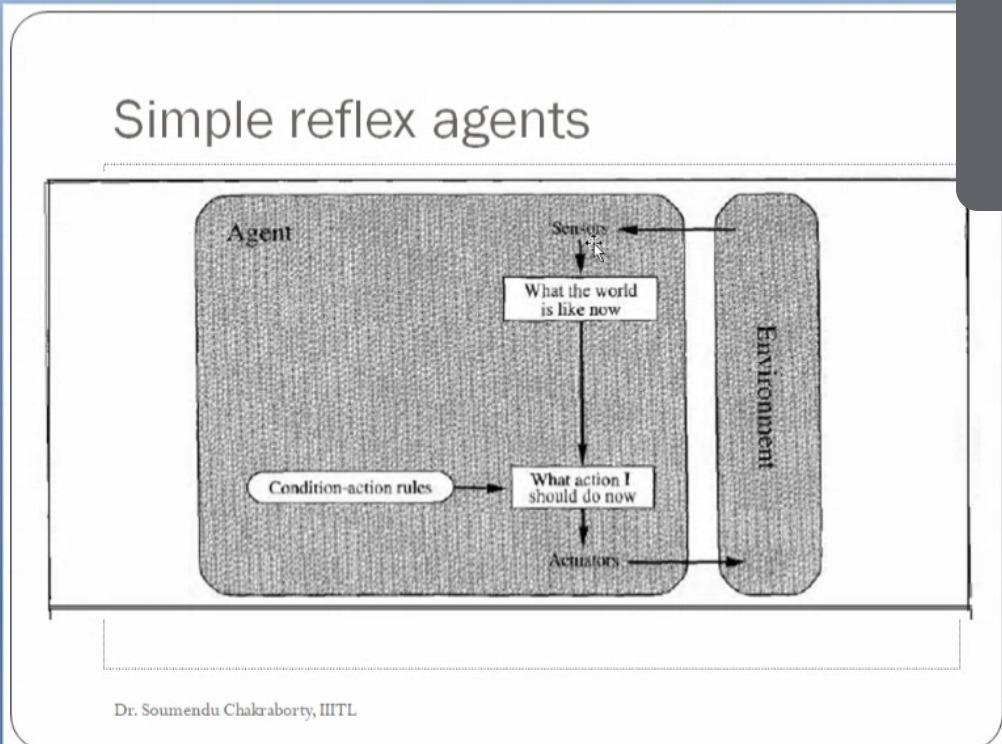 Simple reflex agents
Agent
Sensors
What the world
is like now
Environment
Condition-action rules
What action I
should do now
Actuators
Dr. Soumendu Chakraborty, IIITL